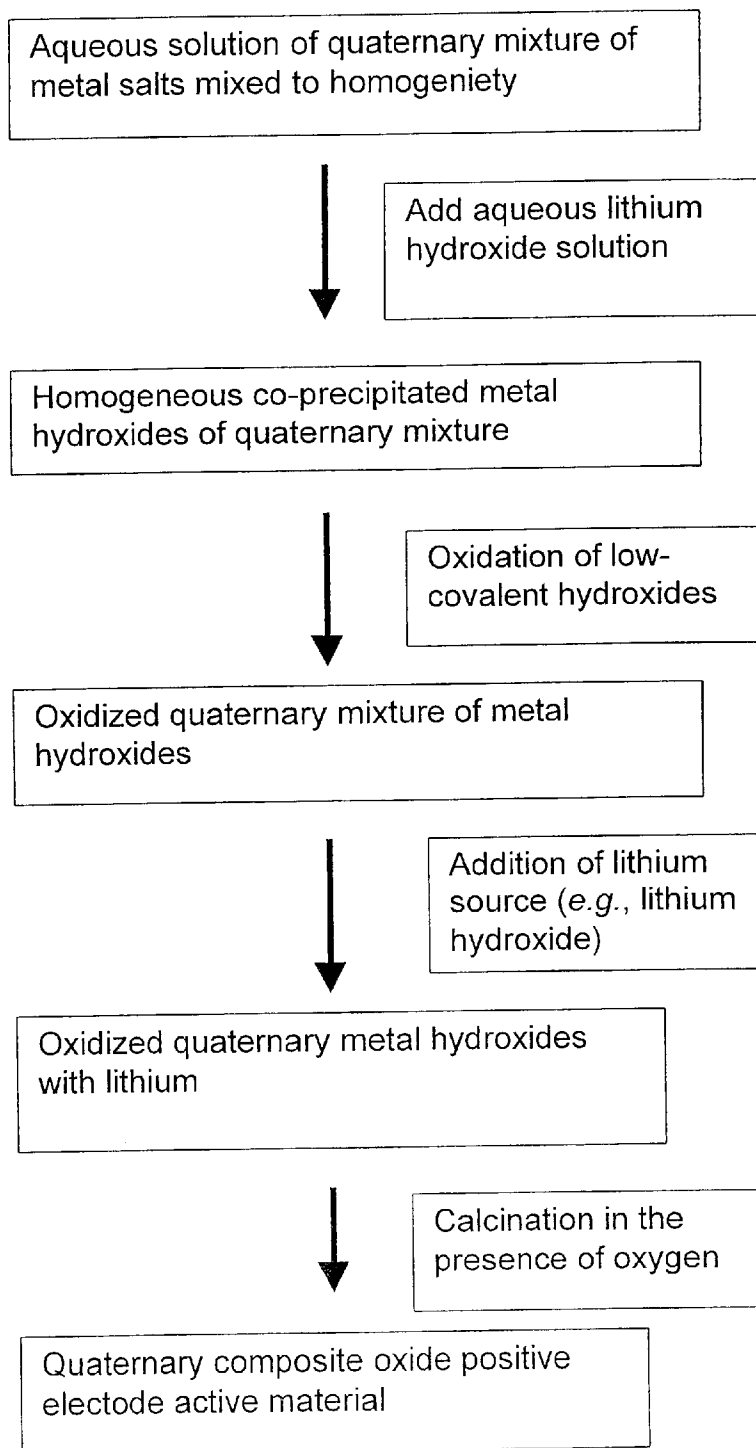 Aqueous solution of quaternary mixture of
metal salts mixed to homogeniety
Add aqueous lithium
hydroxide solution
Homogeneous co-precipitated metal
hydroxides of quaternary mixture
Oxidation of low-
covalent hydroxides
Oxidized quaternary mixture of metal
hydroxides
Addition of lithium
source (e.g., lithium
hydroxide)
Oxidized quaternary metal hydroxides
with lithium
Calcination in the
presence of oxygen
Quaternary composite oxide positive
electode active material